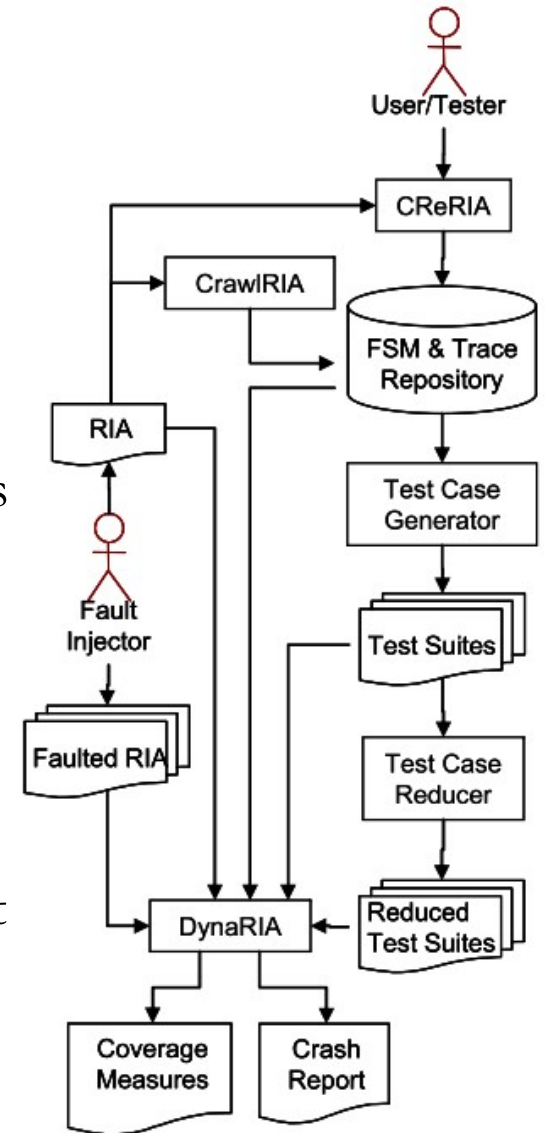 User/Tester
CReRIA
CrawlRIA
FSM & Trace
Repository
RIA
s
Test Case
Generator
Fault
Injector
Test Suites
Faulted RIA
Test Case
Reducer
t
DynaRIA
Reduced
Test Suites
Coverage
Measures
Crash
Report